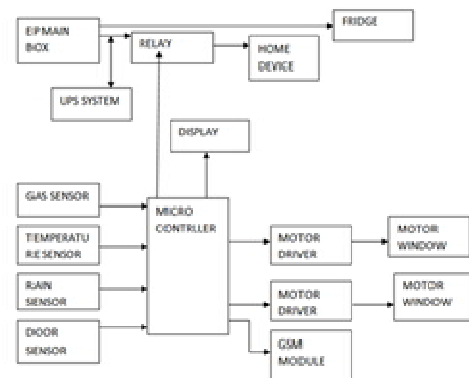 FRIDGE
EIP MAIN
BOX
RELAY
HOME
DEVICE
UPS SYSTEM
DISPLAY
GAS SENSOR
MICRO
CONTRLLER
TEMPERATU
RE SENSOR
MOTOR
DRIVER
MOTOR
WINDOW
RAIN
SENSOR
MOTOR
DRIVER
MOTOR
WINDOW
DOOR
SENSOR
GSM
MODULE